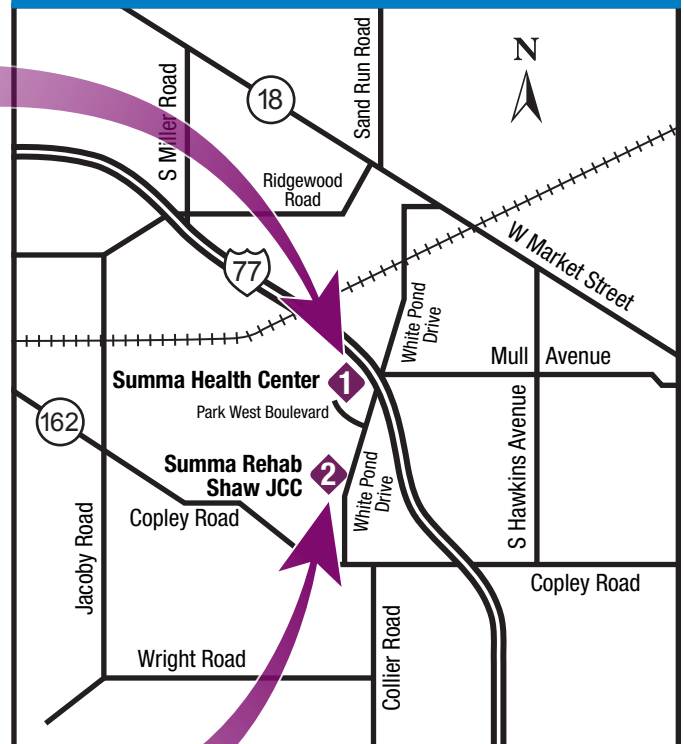 Sand Run Road
N
S Miller Road
18
Ridgewood
Road
W Market Street
77
White Pond
Drive
Mull Avenue
Summa Health Center
1
Park West Boulevard
162
Summa Rehab
Shaw JCC
2
White Pond
Drive
S Hawkins Avenue
Copley Road
Jacoby Road
Copley Road
Collier Road
Wright Road